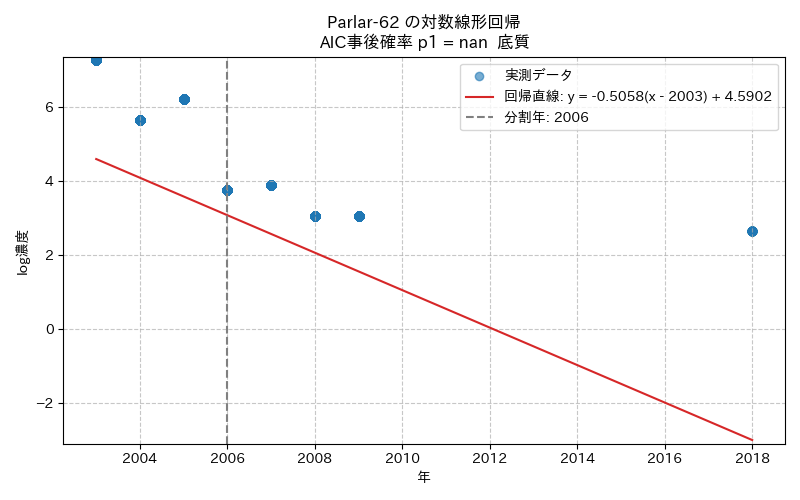 Parlar-62 の対数線形回帰
AIC事後確率 p1 = nan 底質
実測データ
回帰直線: y = -0.5058(x - 2003) + 4.5902
分割年: 2006
log濃度
6
4
2
0
−2
2004
2006
2008
2010
2012
2014
2016
2018
年